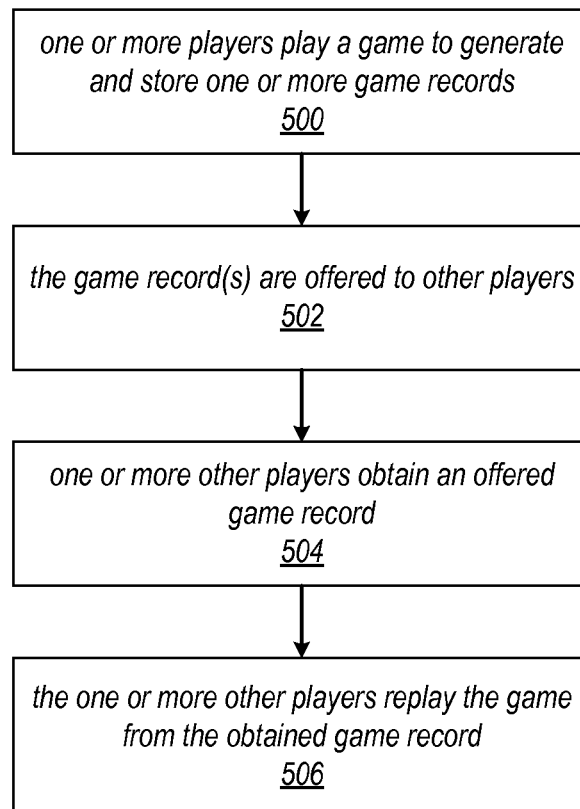 one or more players play a game to generate
and store one or more game records
500
the game record(s) are offered to other players
502
one or more other players obtain an offered
game record
504
the one or more other players replay the game
from the obtained game record
506